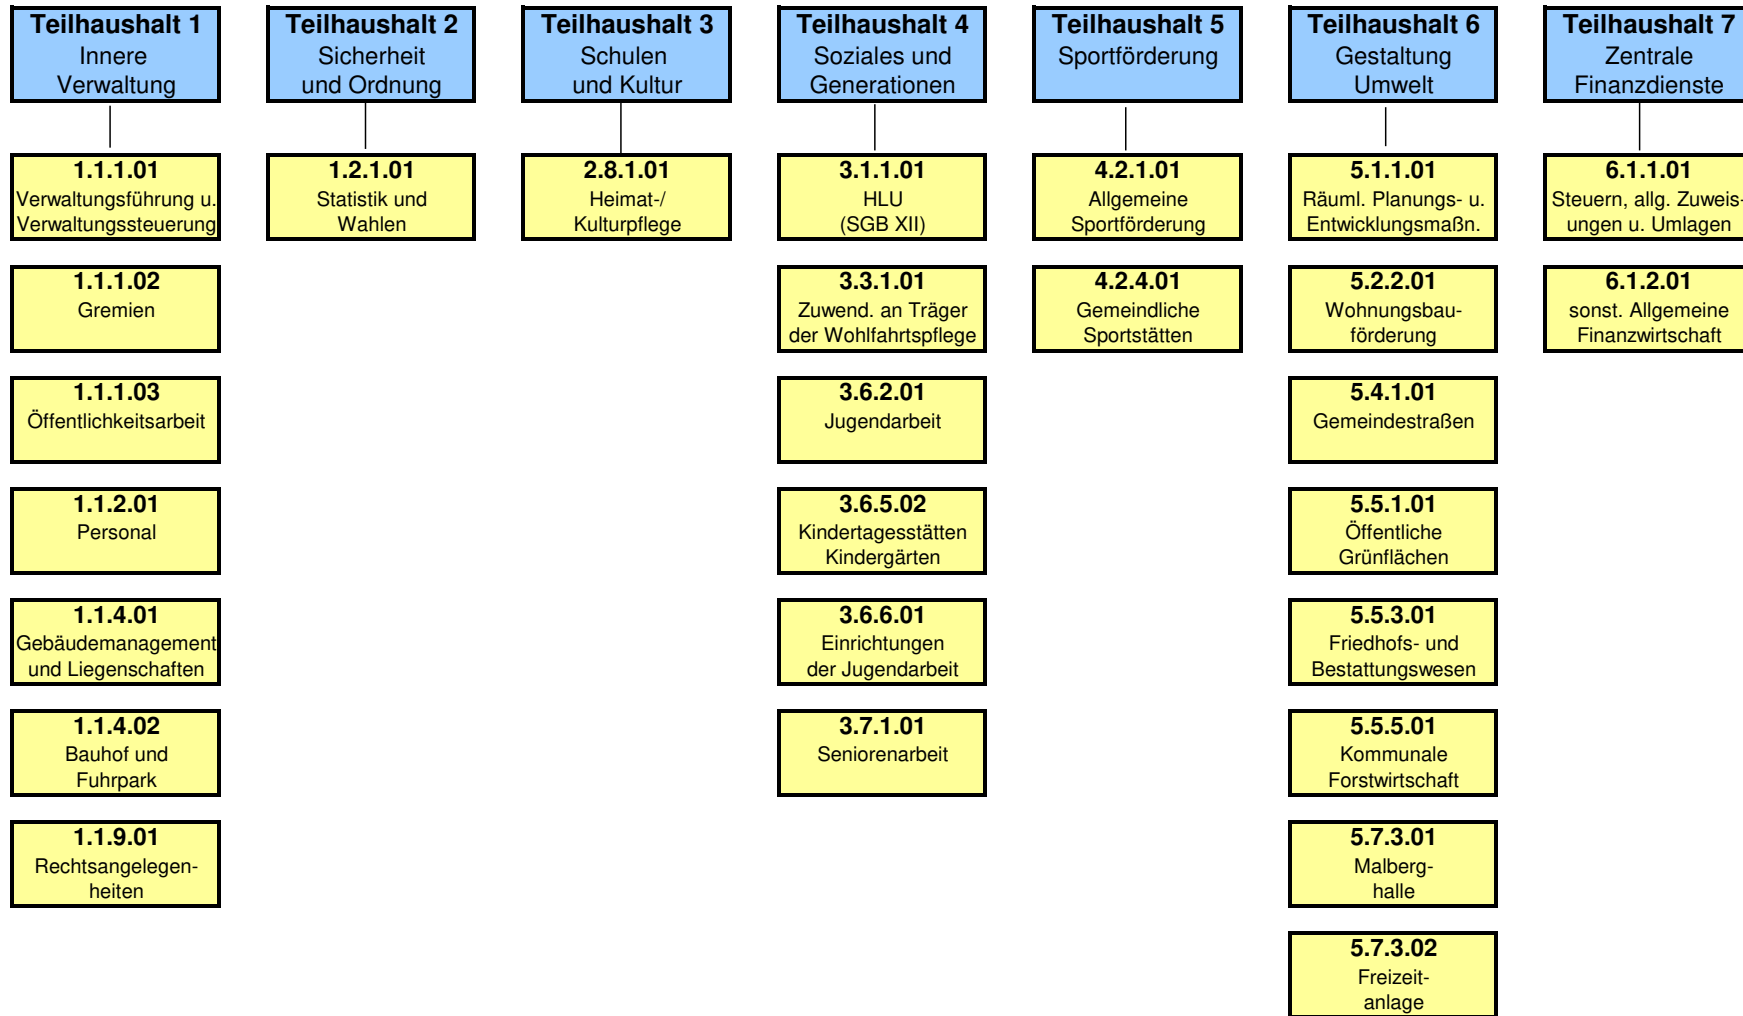 Teilhaushalt 1
Innere
Verwaltung
Teilhaushalt 2
Sicherheit
und Ordnung
Teilhaushalt 3
Schulen
und Kultur
Teilhaushalt 4
Soziales und
Generationen
Teilhaushalt 5
Sportförderung
Teilhaushalt 6
Gestaltung
Umwelt
Teilhaushalt 7
Zentrale
Finanzdienste
1.1.1.01
Verwaltungsführung u.
Verwaltungssteuerung
1.2.1.01
Statistik und
Wahlen
2.8.1.01
Heimat-/
Kulturpflege
3.1.1.01
HLU
(SGB XII)
4.2.1.01
Allgemeine
Sportförderung
5.1.1.01
Räuml. Planungs- u.
Entwicklungsmaßn.
6.1.1.01
Steuern, allg. Zuweis-
ungen u. Umlagen
1.1.1.02
Gremien
3.3.1.01
Zuwend. an Träger
der Wohlfahrtspflege
4.2.4.01
Gemeindliche
Sportstätten
5.2.2.01
Wohnungsbau-
förderung
6.1.2.01
sonst. Allgemeine
Finanzwirtschaft
1.1.1.03
Öffentlichkeitsarbeit
3.6.2.01
Jugendarbeit
5.4.1.01
Gemeindestraßen
1.1.2.01
Personal
3.6.5.02
Kindertagesstätten
Kindergärten
5.5.1.01
Öffentliche
Grünflächen
1.1.4.01
Gebäudemanagement
und Liegenschaften
3.6.6.01
Einrichtungen
der Jugendarbeit
5.5.3.01
Friedhofs- und
Bestattungswesen
1.1.4.02
Bauhof und
Fuhrpark
3.7.1.01
Seniorenarbeit
5.5.5.01
Kommunale
Forstwirtschaft
1.1.9.01
Rechtsangelegen-
heiten
5.7.3.01
Malberg-
halle
5.7.3.02
Freizeit-
anlage